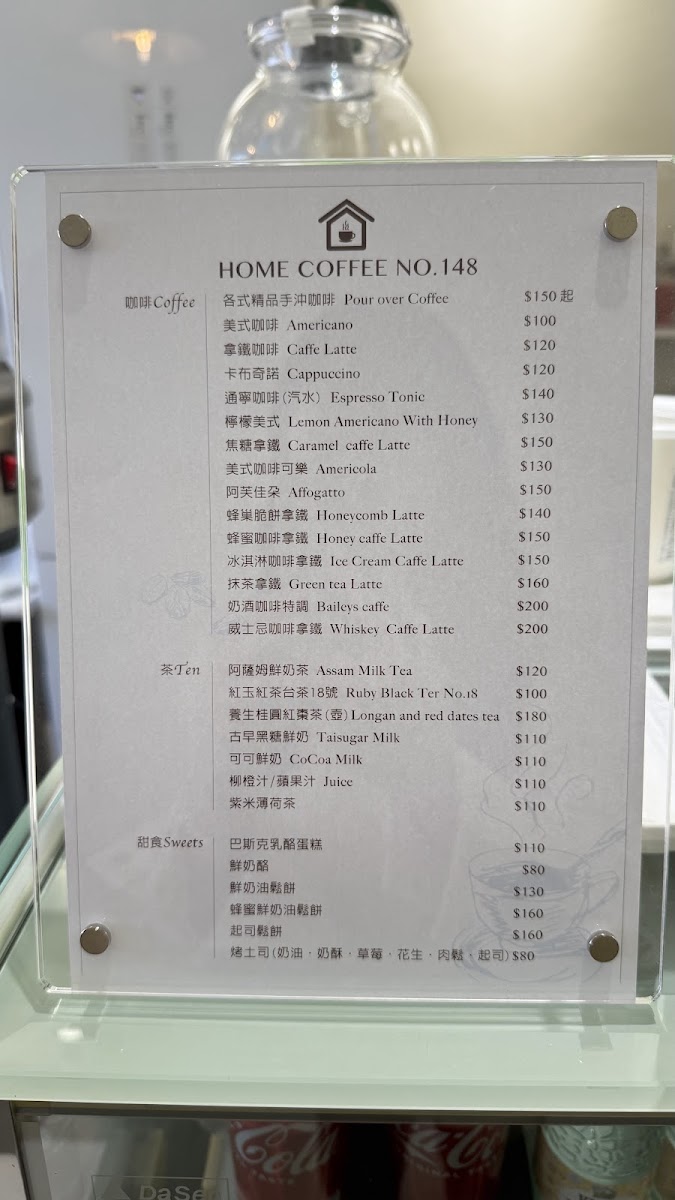 HOME COFFEE NO.148
咖啡Coffee
各式精品手沖咖啡 Pour over Coffee $150 起
美式咖啡 Americano $100
拿鐵咖啡 Caffe Latte $120
卡布奇諾 Cappuccino $120
通寧咖啡(汽水) Espresso Tonic $140
檸檬美式 Lemon Americano With Honey $130
焦糖拿鐵 Caramel caffe Latte $150
美式咖啡可樂 Americola $130
阿芙佳朶 Affogatto $150
蜂巢脆餅拿鐵 Honeycomb Latte $140
蜂蜜咖啡拿鐵 Honey caffe Latte $150
冰淇淋咖啡拿鐵 Ice Cream Caffe Latte $150
抹茶拿鐵 Green tea Latte $160
奶酒咖啡特調 Baileys caffe $200
威士忌咖啡拿鐵 Whiskey Caffe Latte $200
茶Ten
阿薩姆鮮奶茶 Assam Milk Tea $120
紅玉紅茶台茶18號 Ruby Black Ter No.18 $100
養生桂圓紅棗茶(壺) Longan and red dates tea $180
古早黑糖鮮奶 Taisugar Milk $110
可可鮮奶 CoCoa Milk $110
柳橙汁/蘋果汁 Juice $110
紫米薄荷茶 $110
甜食Sweets
巴斯克乳酪蛋糕 $110
鮮奶酪 $80
鮮奶油鬆餅 $130
蜂蜜鮮奶油鬆餅 $160
起司鬆餅 $160
烤土司(奶油．奶酥．草莓．花生．肉鬆．起司) $80